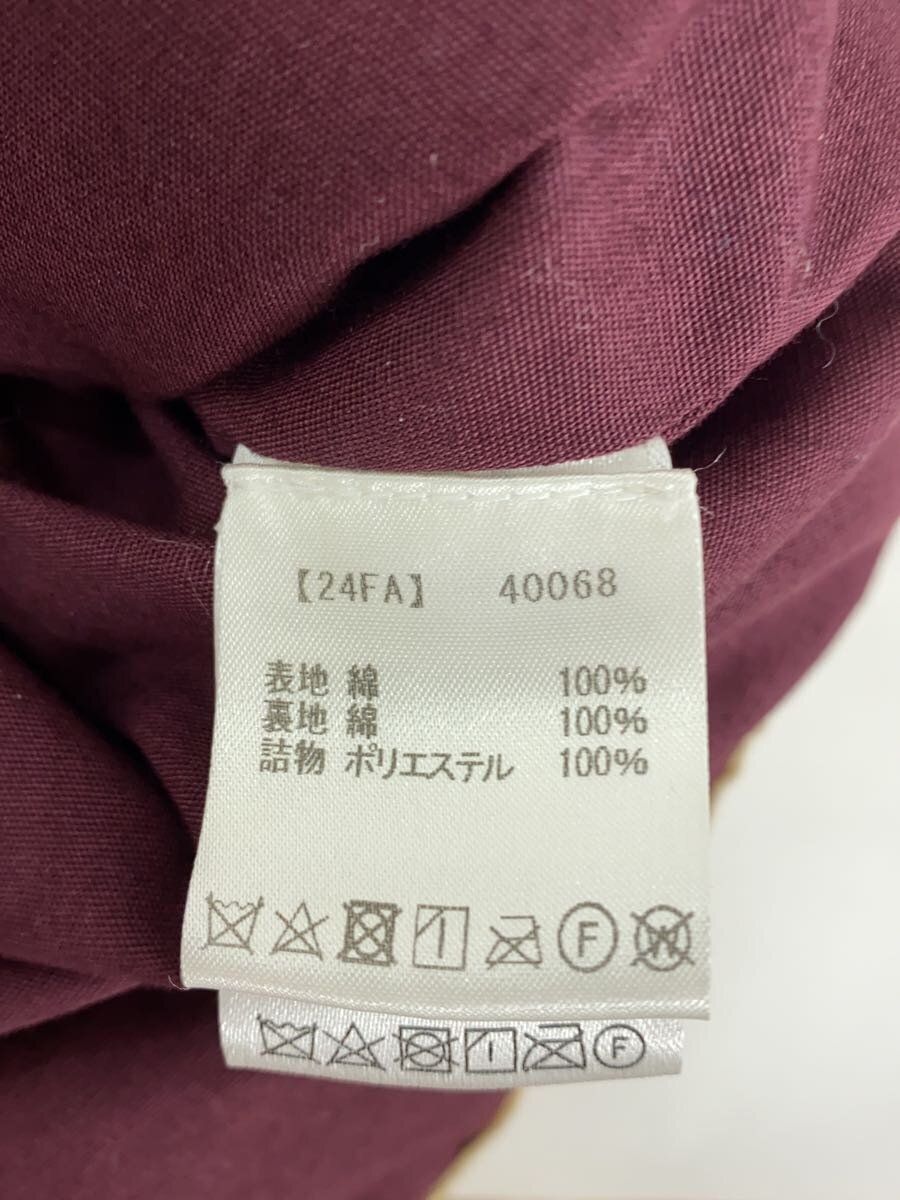 【24FA】 40068
表地 綿 100%
裏地 綿 100%
詰物 ポリエステル 100%
F W
F